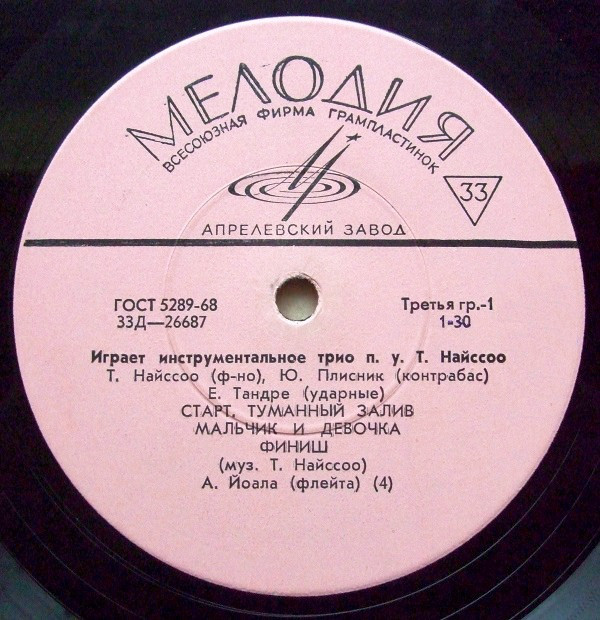 МЕЛОДИЯ
ВСЕСОЮЗНАЯ ФИРМА ГРАМПЛАСТИНОК
33
АПРЕЛЕВСКИЙ ЗАВОД
ГОСТ 5289-68 Третья гр.-1
33Д—26687 1-30
Играет инструментальное трио п. у. Т. Найссоо
Т. Найссоо (ф-но), Ю. Плисник (контрабас)
Е. Тандре (ударные)
СТАРТ, ТУМАННЫЙ ЗАЛИВ
МАЛЬЧИК И ДЕВОЧКА
ФИНИШ
(муз. Т. Найссоо)
А. Йоала (флейта) (4)